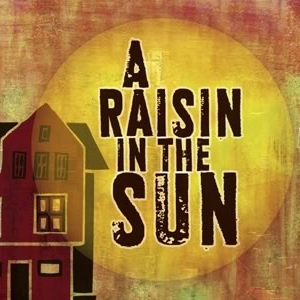 A
RAISIN
IN THE
SUN